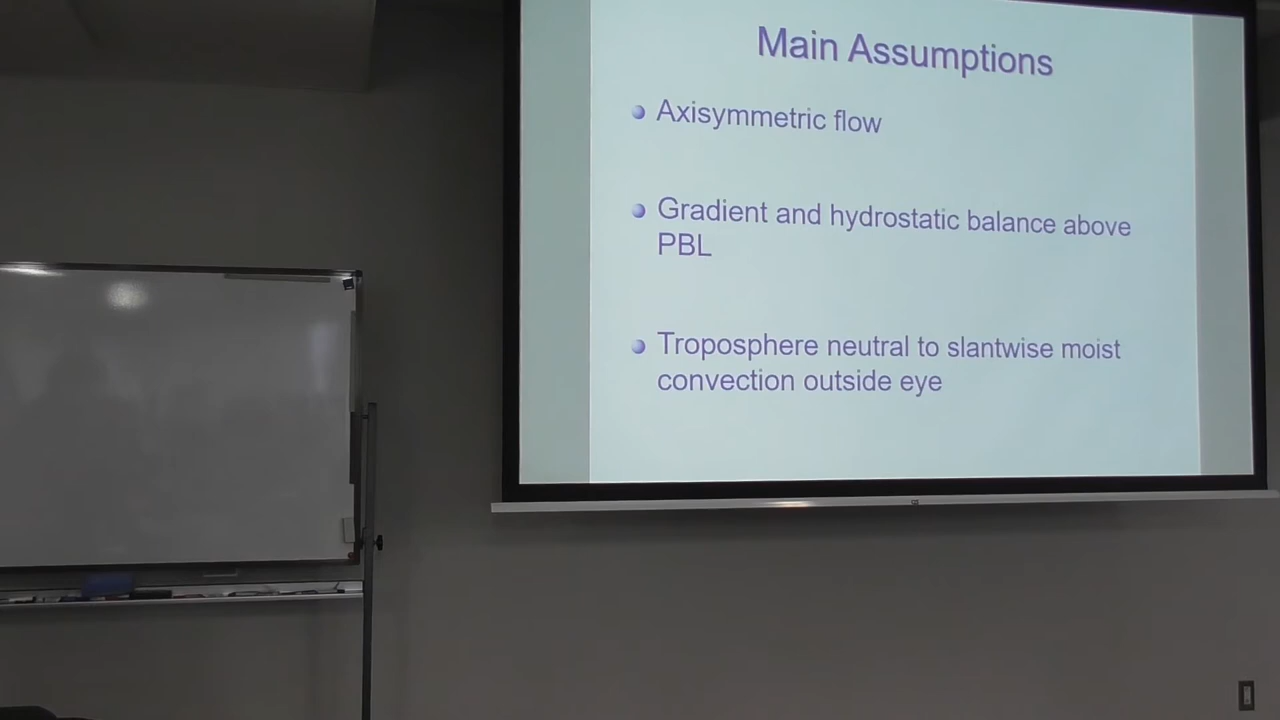 Main Assumptions
Axisymmetric flow
Gradient and hydrostatic balance above
PBL
Troposphere neutral to slantwise moist
convection outside eye